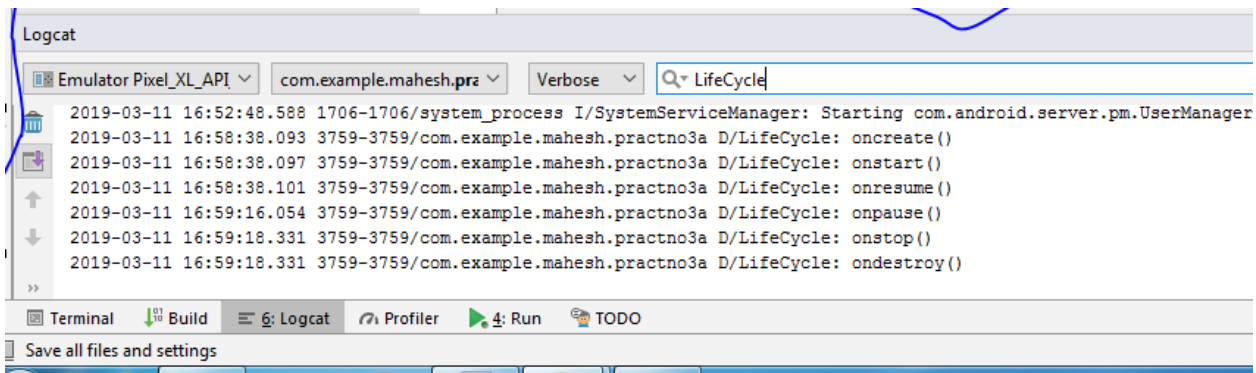 Logcat
Emulator Pixel_XL_API com.example.mahesh.pra Verbose LifeCycle
2019-03-11 16:52:48.588 1706-1706/system_process I/SystemServiceManager: Starting com.android.server.pm.UserManager
2019-03-11 16:58:38.093 3759-3759/com.example.mahesh.practno3a D/LifeCycle: oncreate()
2019-03-11 16:58:38.097 3759-3759/com.example.mahesh.practno3a D/LifeCycle: onstart()
2019-03-11 16:58:38.101 3759-3759/com.example.mahesh.practno3a D/LifeCycle: onresume()
2019-03-11 16:59:16.054 3759-3759/com.example.mahesh.practno3a D/LifeCycle: onpause()
2019-03-11 16:59:18.331 3759-3759/com.example.mahesh.practno3a D/LifeCycle: onstop()
2019-03-11 16:59:18.331 3759-3759/com.example.mahesh.practno3a D/LifeCycle: ondestroy()
Terminal Build 6: Logcat Profiler 4: Run TODO
Save all files and settings